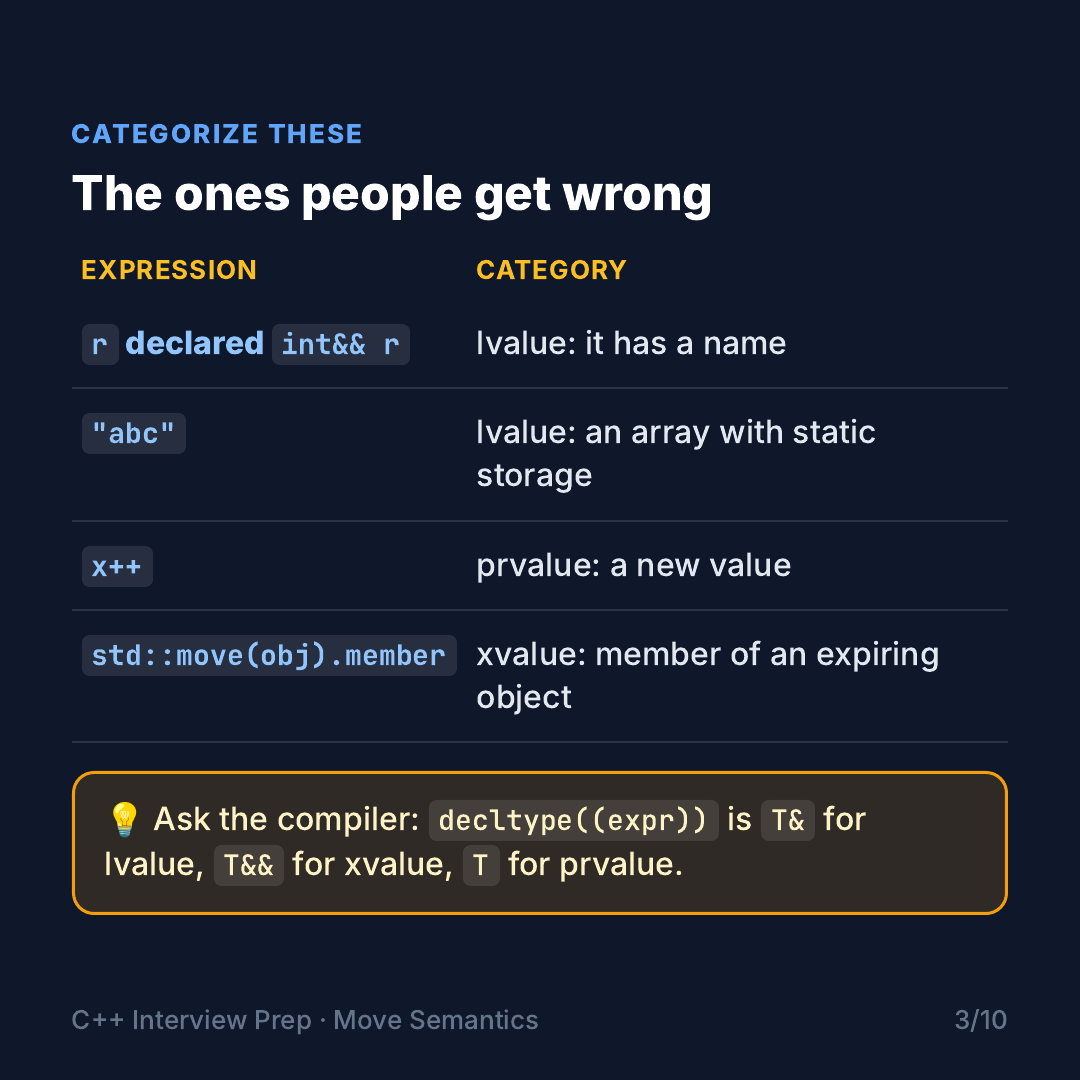 CATEGORIZE THESE
The ones people get wrong
EXPRESSION CATEGORY
r declared int&& r lvalue: it has a name
"abc" lvalue: an array with static
storage
x++ prvalue: a new value
std::move(obj).member xvalue: member of an expiring
object
💡 Ask the compiler: decltype((expr)) is T& for
lvalue, T&& for xvalue, T for prvalue.
C++ Interview Prep · Move Semantics 3/10